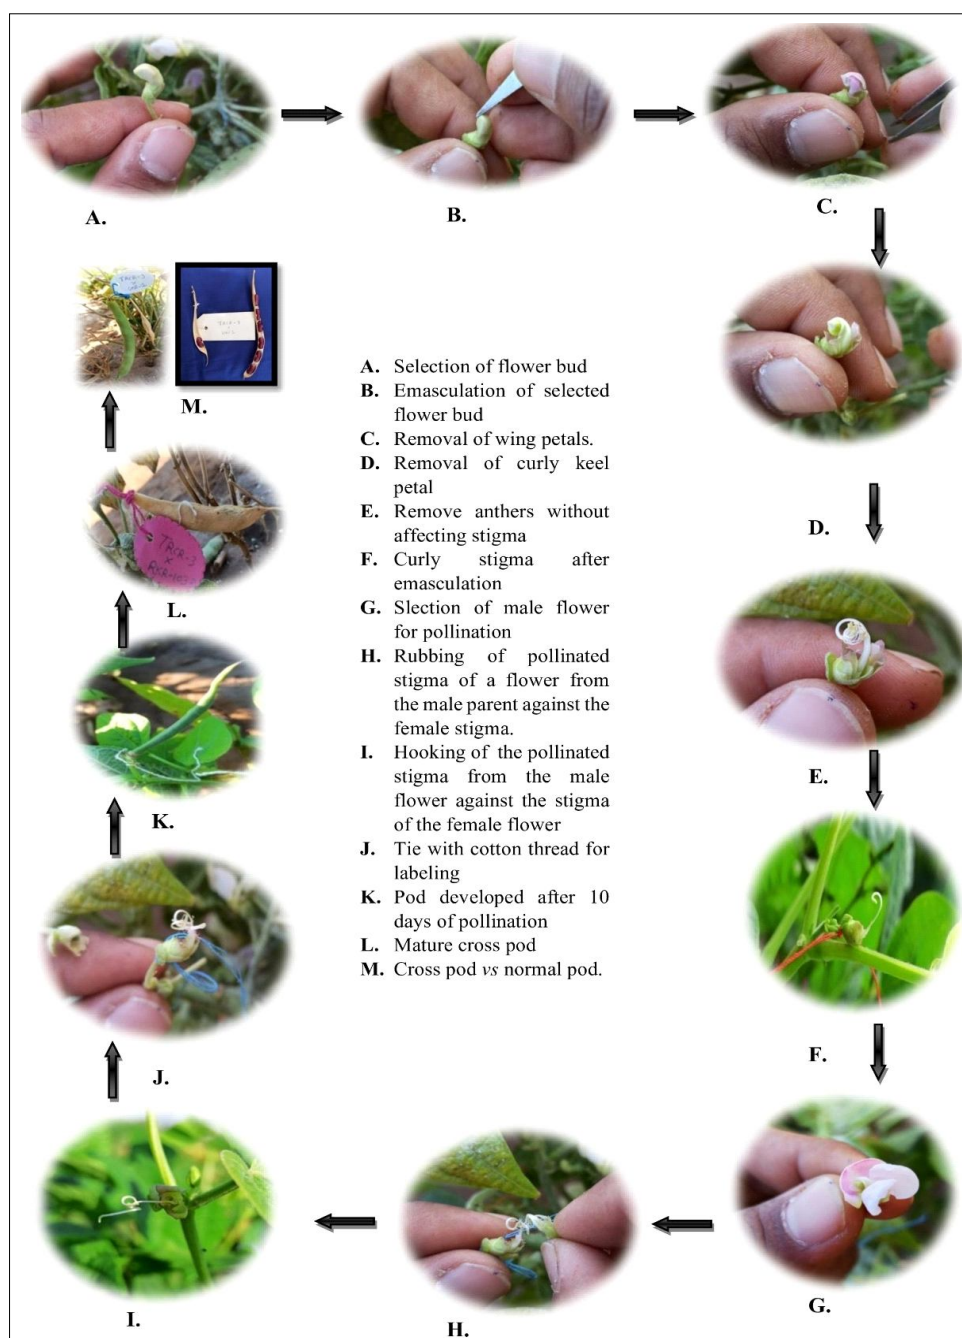 A.
B.
C.
D.
E.
F.
G.
H.
I.
J.
K.
L.
M.
A. Selection of flower bud
B. Emasculation of selected
flower bud
C. Removal of wing petals.
D. Removal of curly keel
petal
E. Remove anthers without
affecting stigma
F. Curly stigma after
emasculation
G. Slection of male flower
for pollination
H. Rubbing of pollinated
stigma of a flower from
the male parent against the
female stigma.
I. Hooking of the pollinated
stigma from the male
flower against the stigma
of the female flower
J. Tie with cotton thread for
labeling
K. Pod developed after 10
days of pollination
L. Mature cross pod
M. Cross pod vs normal pod.
TRCR-3
X